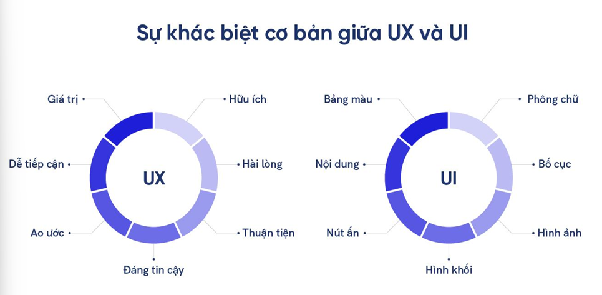 Sự khác biệt cơ bản giữa UX và UI
Giá trị
Hữu ích
Dễ tiếp cận
UX
Hài lòng
Ao ước
Thuận tiện
Đáng tin cậy
Bảng màu
Phông chữ
Nội dung
UI
Bố cục
Nút ấn
Hình ảnh
Hình khối